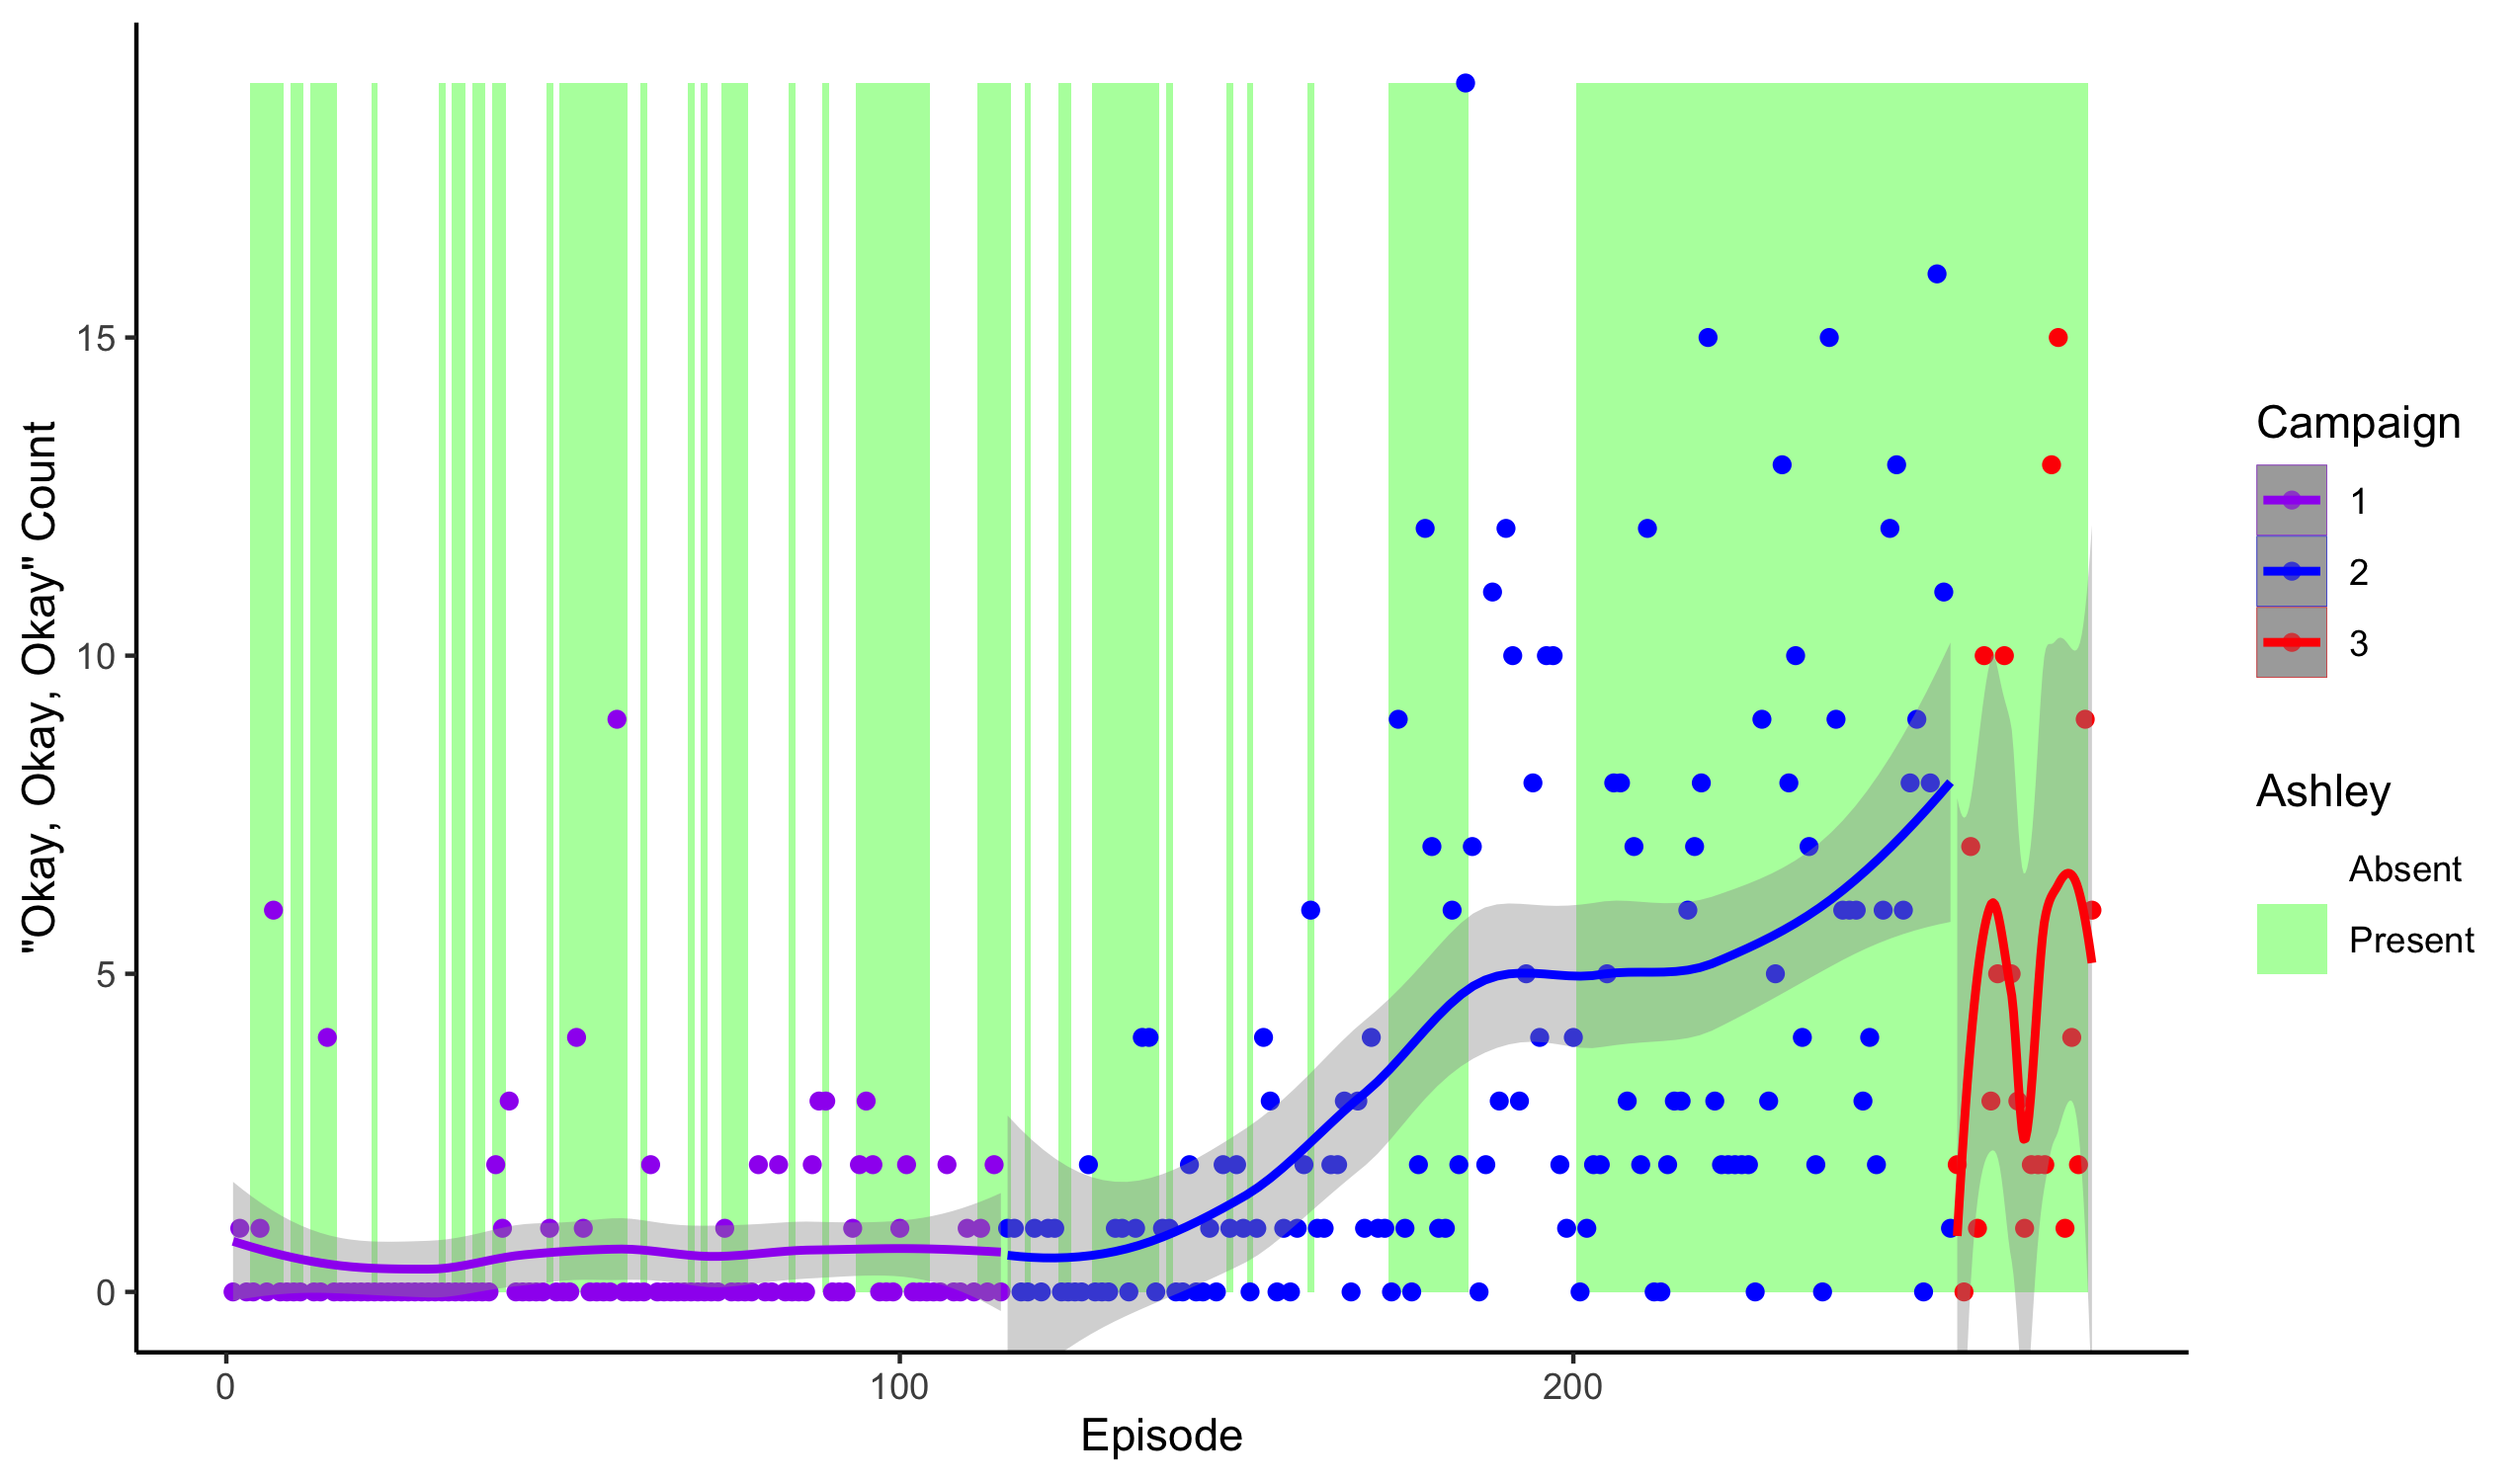 "Okay, Okay, Okay" Count
15
10
5
0
0
100
200
Episode
Campaign
1
2
3
Ashley
Absent
Present